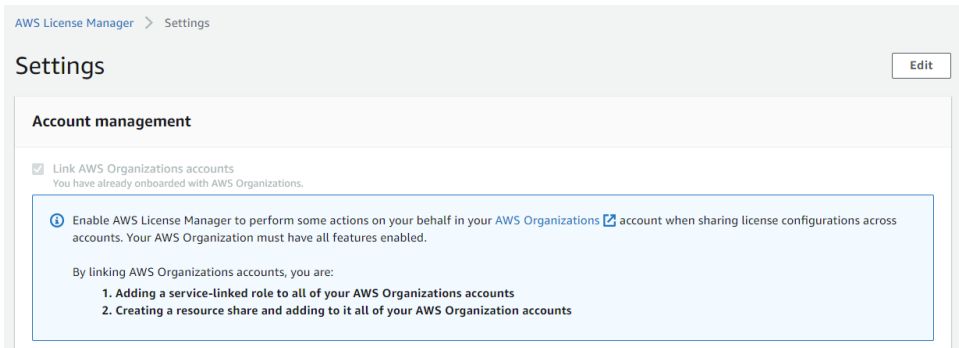 AWS License Manager > Settings
Settings
Edit
Account management
Link AWS Organizations accounts
You have already onboarded with AWS Organizations.
Enable AWS License Manager to perform some actions on your behalf in your AWS Organizations account when sharing license configurations across
accounts. Your AWS Organization must have all features enabled.
By linking AWS Organizations accounts, you are:
1. Adding a service-linked role to all of your AWS Organizations accounts
2. Creating a resource share and adding to it all of your AWS Organization accounts